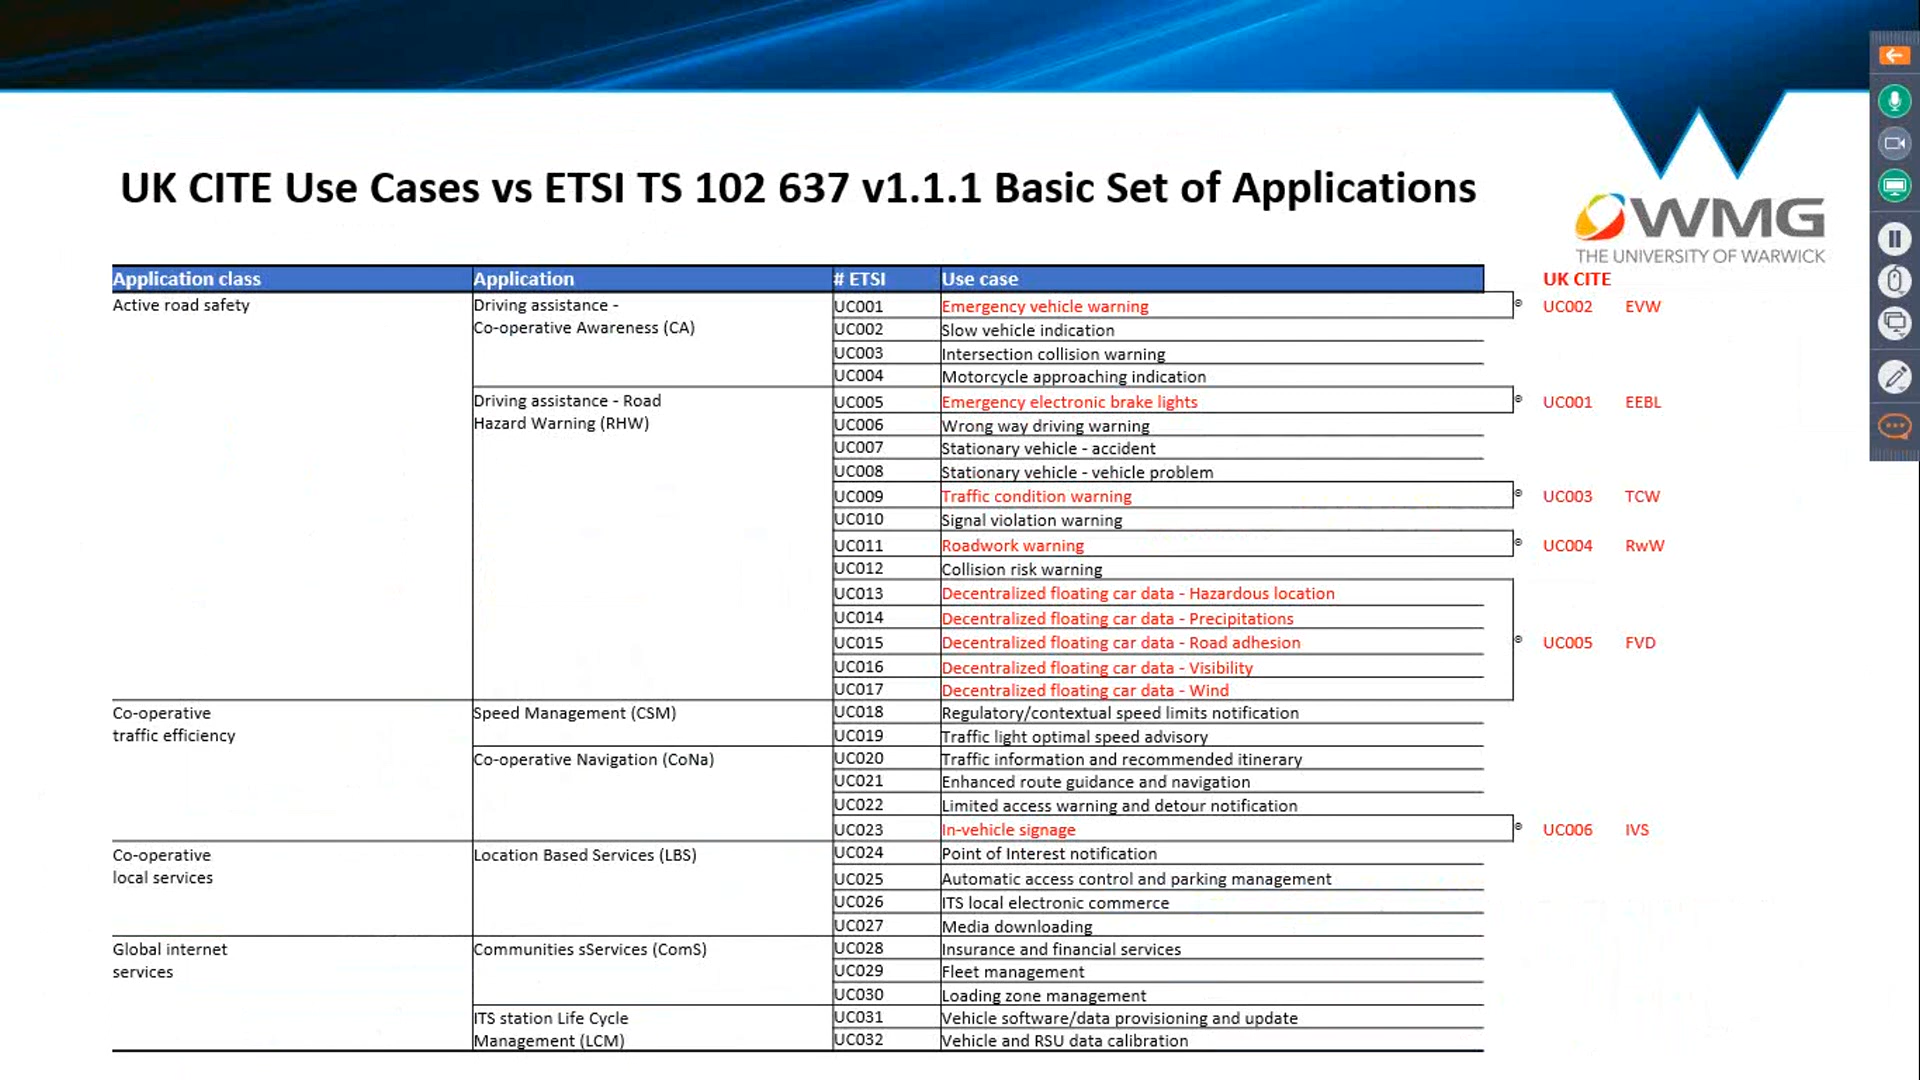 UK CITE Use Cases vs ETSI TS 102 637 v1.1.1 Basic Set of Applications
WMG
THE UNIVERSITY OF WARWICK
Application class Application # ETSI Use case UK CITE
Active road safety Driving assistance - UC001 Emergency vehicle warning UC002 EVW
Co-operative Awareness (CA) UC002 Slow vehicle indication
UC003 Intersection collision warning
UC004 Motorcycle approaching indication
Driving assistance - Road UC005 Emergency electronic brake lights UC001 EEBL
Hazard Warning (RHW) UC006 Wrong way driving warning
UC007 Stationary vehicle - accident
UC008 Stationary vehicle - vehicle problem
UC009 Traffic condition warning UC003 TCW
UC010 Signal violation warning
UC011 Roadwork warning UC004 RwW
UC012 Collision risk warning
UC013 Decentralized floating car data - Hazardous location
UC014 Decentralized floating car data - Precipitations
UC015 Decentralized floating car data - Road adhesion UC005 FVD
UC016 Decentralized floating car data - Visibility
UC017 Decentralized floating car data - Wind
Co-operative Speed Management (CSM) UC018 Regulatory/contextual speed limits notification
traffic efficiency UC019 Traffic light optimal speed advisory
Co-operative Navigation (CoNa) UC020 Traffic information and recommended itinerary
UC021 Enhanced route guidance and navigation
UC022 Limited access warning and detour notification
UC023 In-vehicle signage UC006 IVS
Co-operative Location Based Services (LBS) UC024 Point of Interest notification
local services UC025 Automatic access control and parking management
UC026 ITS local electronic commerce
UC027 Media downloading
Global internet Communities sServices (ComS) UC028 Insurance and financial services
services UC029 Fleet management
UC030 Loading zone management
ITS station Life Cycle UC031 Vehicle software/data provisioning and update
Management (LCM) UC032 Vehicle and RSU data calibration